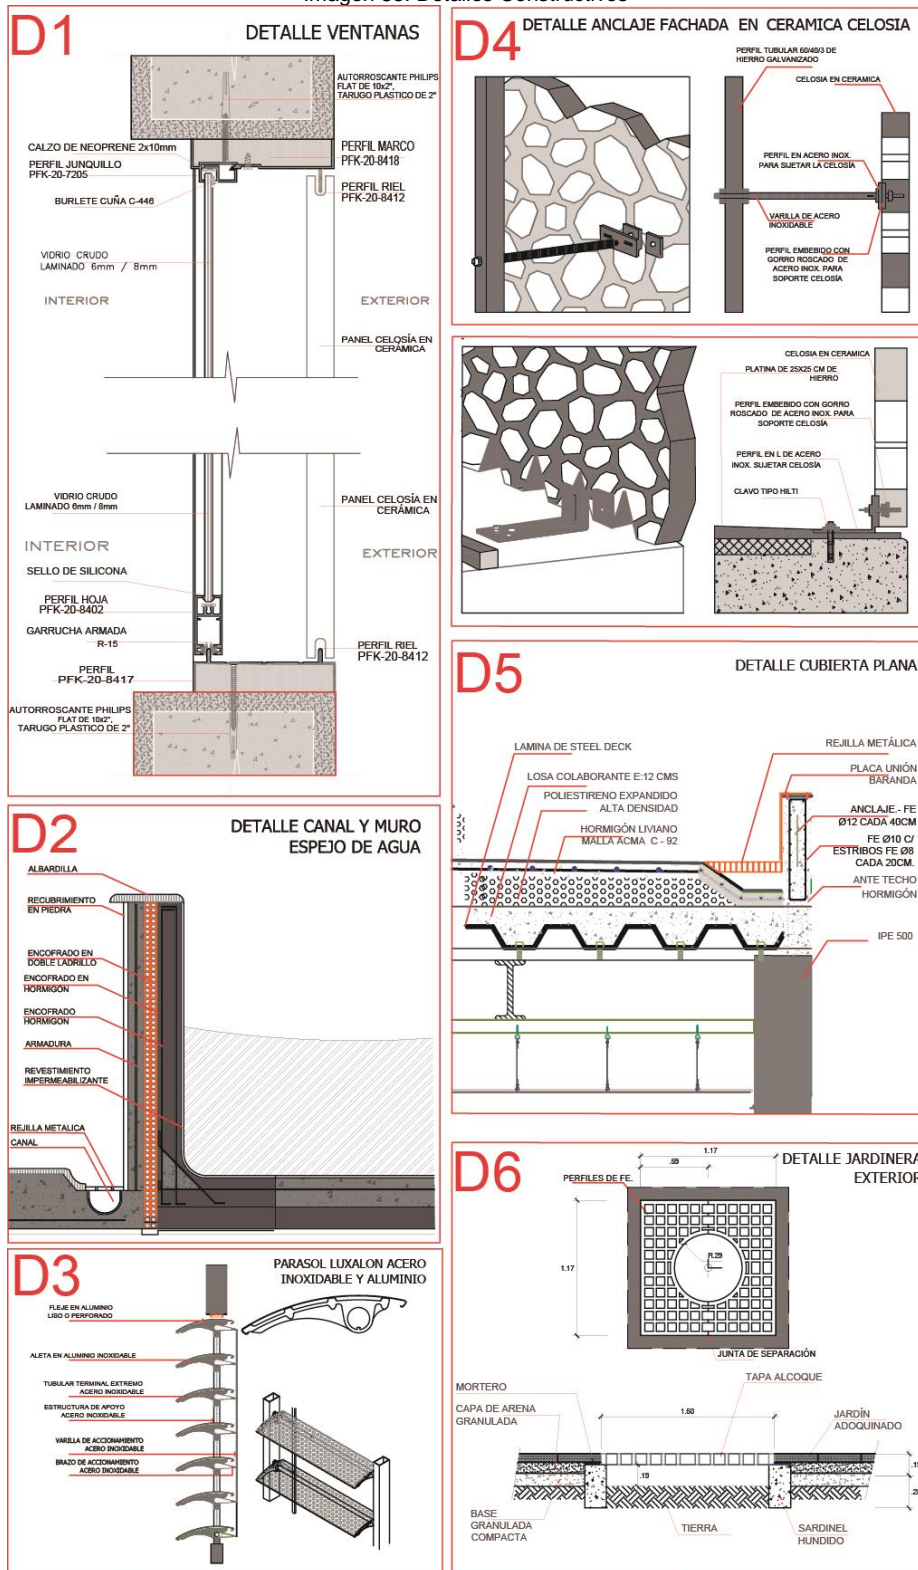 Imagen 58. Detalles Constructivos
D1
DETALLE VENTANAS
AUTORROSCANTE PHILIPS
FLAT DE 10x2",
TARUGO PLASTICO DE 2"
CALZO DE NEOPRENE 2x10mm
PERFIL JUNQUILLO
PFK-20-7205
BURLETE CUÑA C-446
PERFIL MARCO
PFK-20-8418
PERFIL RIEL
PFK-20-8412
VIDRIO CRUDO
LAMINADO 6mm / 8mm
INTERIOR
EXTERIOR
PANEL CELOSÍA EN
CERÁMICA
VIDRIO CRUDO
LAMINADO 6mm / 8mm
PANEL CELOSÍA EN
CERÁMICA
INTERIOR
EXTERIOR
SELLO DE SILICONA
PERFIL HOJA
PFK-20-8402
GARRUCHA ARMADA
R-15
PERFIL RIEL
PFK-20-8412
PERFIL
PFK-20-8417
AUTORROSCANTE PHILIPS
FLAT DE 10x2",
TARUGO PLASTICO DE 2"
D2
DETALLE CANAL Y MURO
ESPEJO DE AGUA
ALBARDILLA
RECUBRIMIENTO
EN PIEDRA
ENCOFRADO EN
DOBLE LADRILLO
ENCOFRADO EN
HORMIGÓN
ENCOFRADO
HORMIGON
ARMADURA
REVESTIMIENTO
IMPERMEABILIZANTE
REJILLA METALICA
CANAL
D3
PARASOL LUXALON ACERO
INOXIDABLE Y ALUMINIO
FLEJE EN ALUMINIO
LISO O PERFORADO
ALETA EN ALUMINIO INOXIDABLE
TUBULAR TERMINAL EXTREMO
ACERO INOXIDABLE
ESTRUCTURA DE APOYO
ACERO INOXIDABLE
VARILLA DE ACCIONAMIENTO
ACERO INOXIDABLE
BRAZO DE ACCIONAMIENTO
ACERO INOXIDABLE
D4
DETALLE ANCLAJE FACHADA EN CERAMICA CELOSIA
PERFIL TUBULAR 60/40/3 DE
HIERRO GALVANIZADO
CELOSIA EN CERAMICA
PERFIL EN ACERO INOX.
PARA SIJETAR LA CELOSÍA
VARILLA DE ACERO
INOXIDABLE
PERFIL EMBEBIDO CON
GORRO ROSCADO DE
ACERO INOX. PARA
SOPORTE CELOSÍA
CELOSIA EN CERAMICA
PLATINA DE 25X25 CM DE
HIERRO
PERFIL EMBEBIDO CON GORRO
ROSCADO DE ACERO INOX. PARA
SOPORTE CELOSÍA
PERFIL EN L DE ACERO
INOX. SUJETAR CELOSÍA
CLAVO TIPO HILTI
D5
DETALLE CUBIERTA PLANA
LAMINA DE STEEL DECK
LOSA COLABORANTE E:12 CMS
POLIESTIRENO EXPANDIDO
ALTA DENSIDAD
HORMIGÓN LIVIANO
MALLA ACMA C - 92
REJILLA METÁLICA
PLACA UNIÓN
BARANDA
ANCLAJE.- FE
Ø12 CADA 40CM
FE Ø10 C/
ESTRIBOS FE Ø8
CADA 20CM.
ANTE TECHO
HORMIGÓN
IPE 500
D6
DETALLE JARDINERA
EXTERIOR
1.17
.59
PERFILES DE FE.
R.29
1.17
JUNTA DE SEPARACIÓN
TAPA ALCOQUE
MORTERO
CAPA DE ARENA
GRANULADA
1.50
JARDÍN
ADOQUINADO
.19
BASE
GRANULADA
COMPACTA
TIERRA
SARDINEL
HUNDIDO